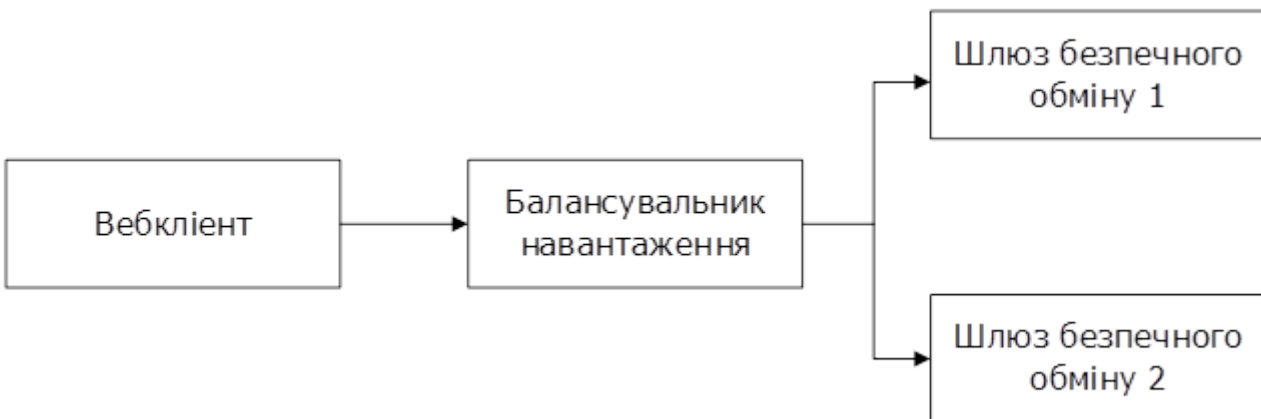 Вебклієнт
Балансувальник
навантаження
Шлюз безпечного
обміну 1
Шлюз безпечного
обміну 2